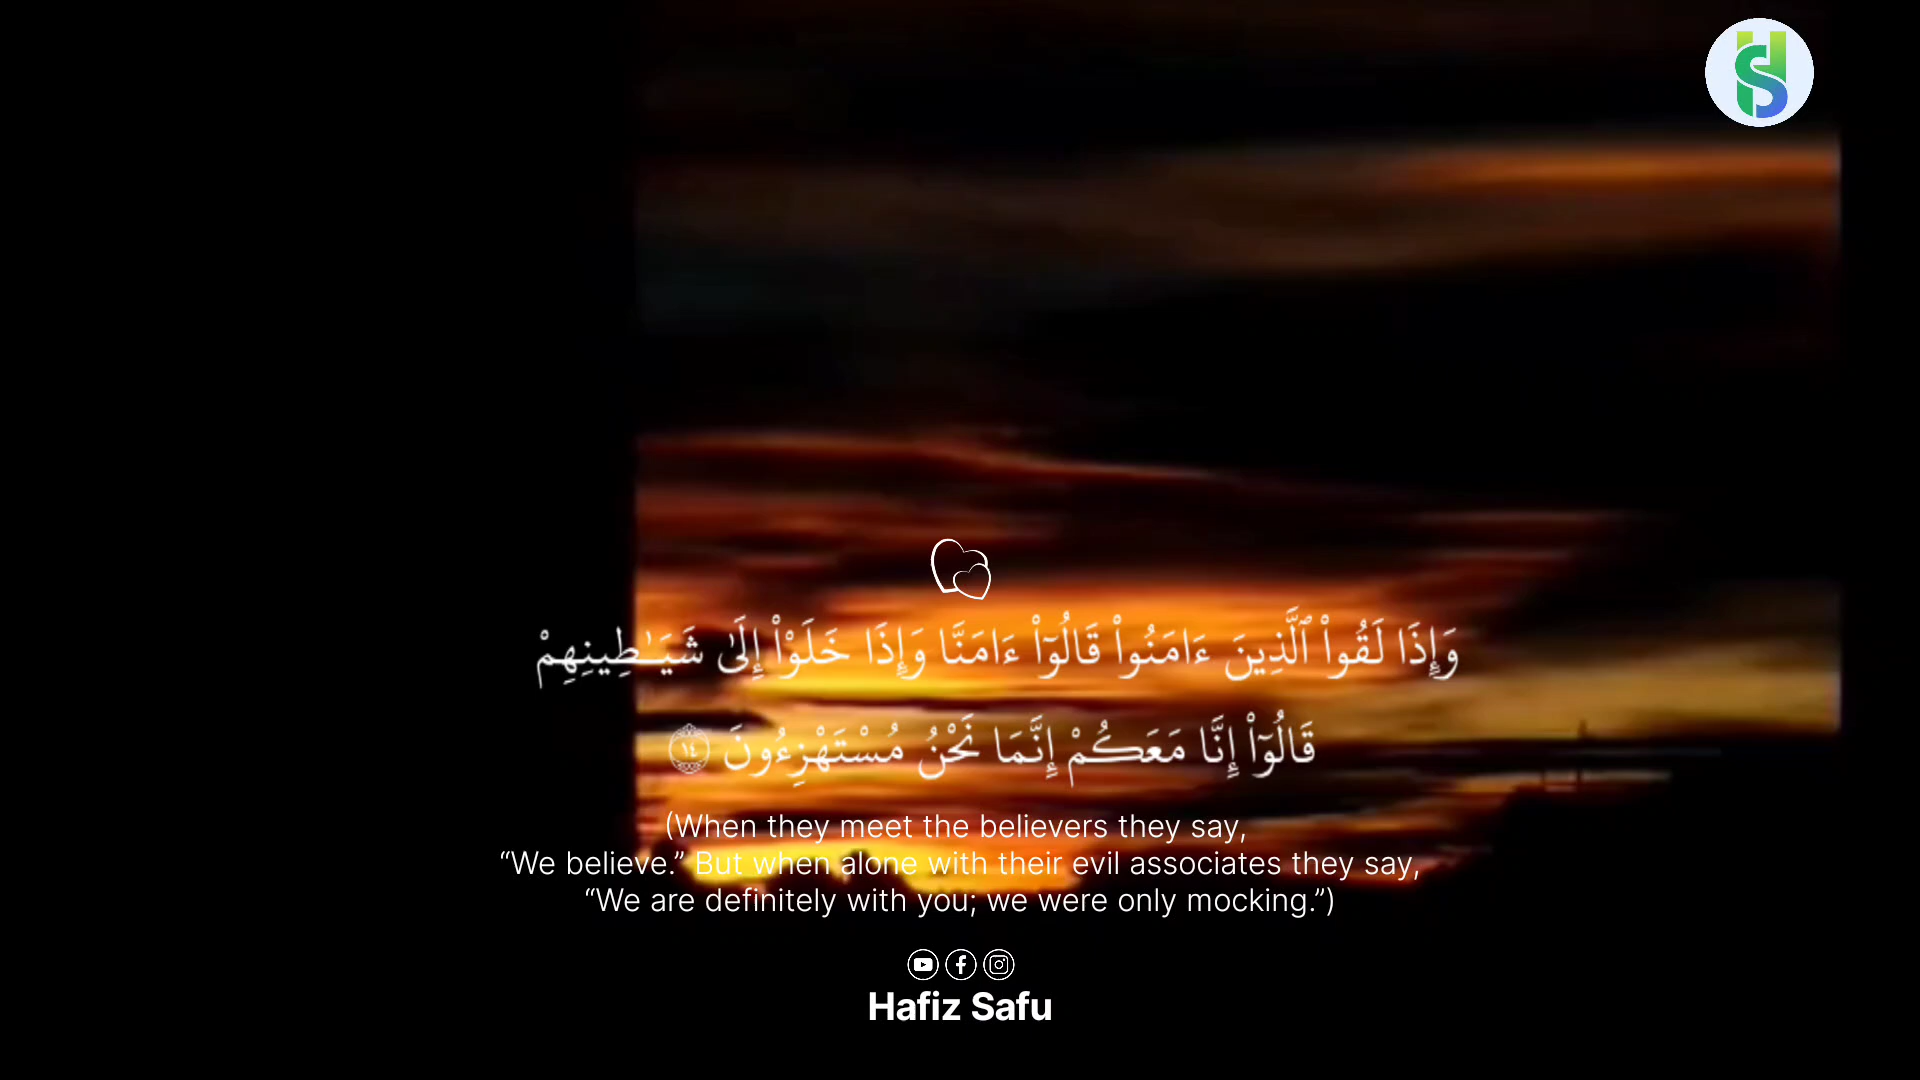 وَإِذَا لَقُوا۟ ٱلَّذِينَ ءَامَنُوا۟ قَالُوٓا۟ ءَامَنَّا وَإِذَا خَلَوْا۟ إِلَىٰ شَيَـٰطِينِهِمْ
قَالُوٓا۟ إِنَّا مَعَكُمْ إِنَّمَا نَحْنُ مُسْتَهْزِءُونَ ١٤
(When they meet the believers they say,
“We believe.” But when alone with their evil associates they say,
“We are definitely with you; we were only mocking.”)
Hafiz Safu